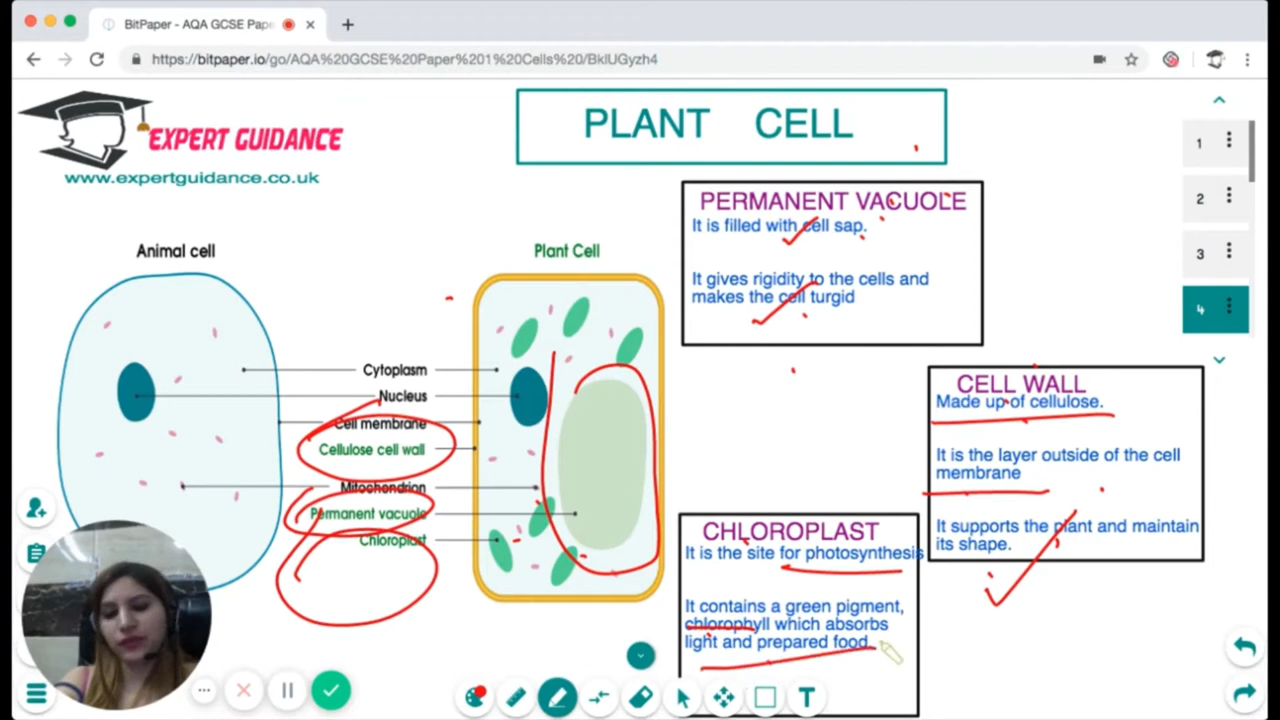 BitPaper - AQA GCSE Pape
https://bitpaper.io/go/AQA%20GCSE%20Paper%201%20Cells%20/BklUGyzh4
EXPERT GUIDANCE
www.expertguidance.co.uk
PLANT CELL
1
2
3
4
PERMANENT VACUOLE
It is filled with cell sap.
It gives rigidity to the cells and
makes the cell turgid
Animal cell
Plant Cell
Cytoplasm
Nucleus
Cell membrane
Cellulose cell wall
Mitochondrion
Permanent vacuole
Chloroplast
CELL WALL
Made up of cellulose.
It is the layer outside of the cell
membrane
It supports the plant and maintain
its shape.
CHLOROPLAST
It is the site for photosynthesis
It contains a green pigment,
chlorophyll which absorbs
light and prepared food.
T